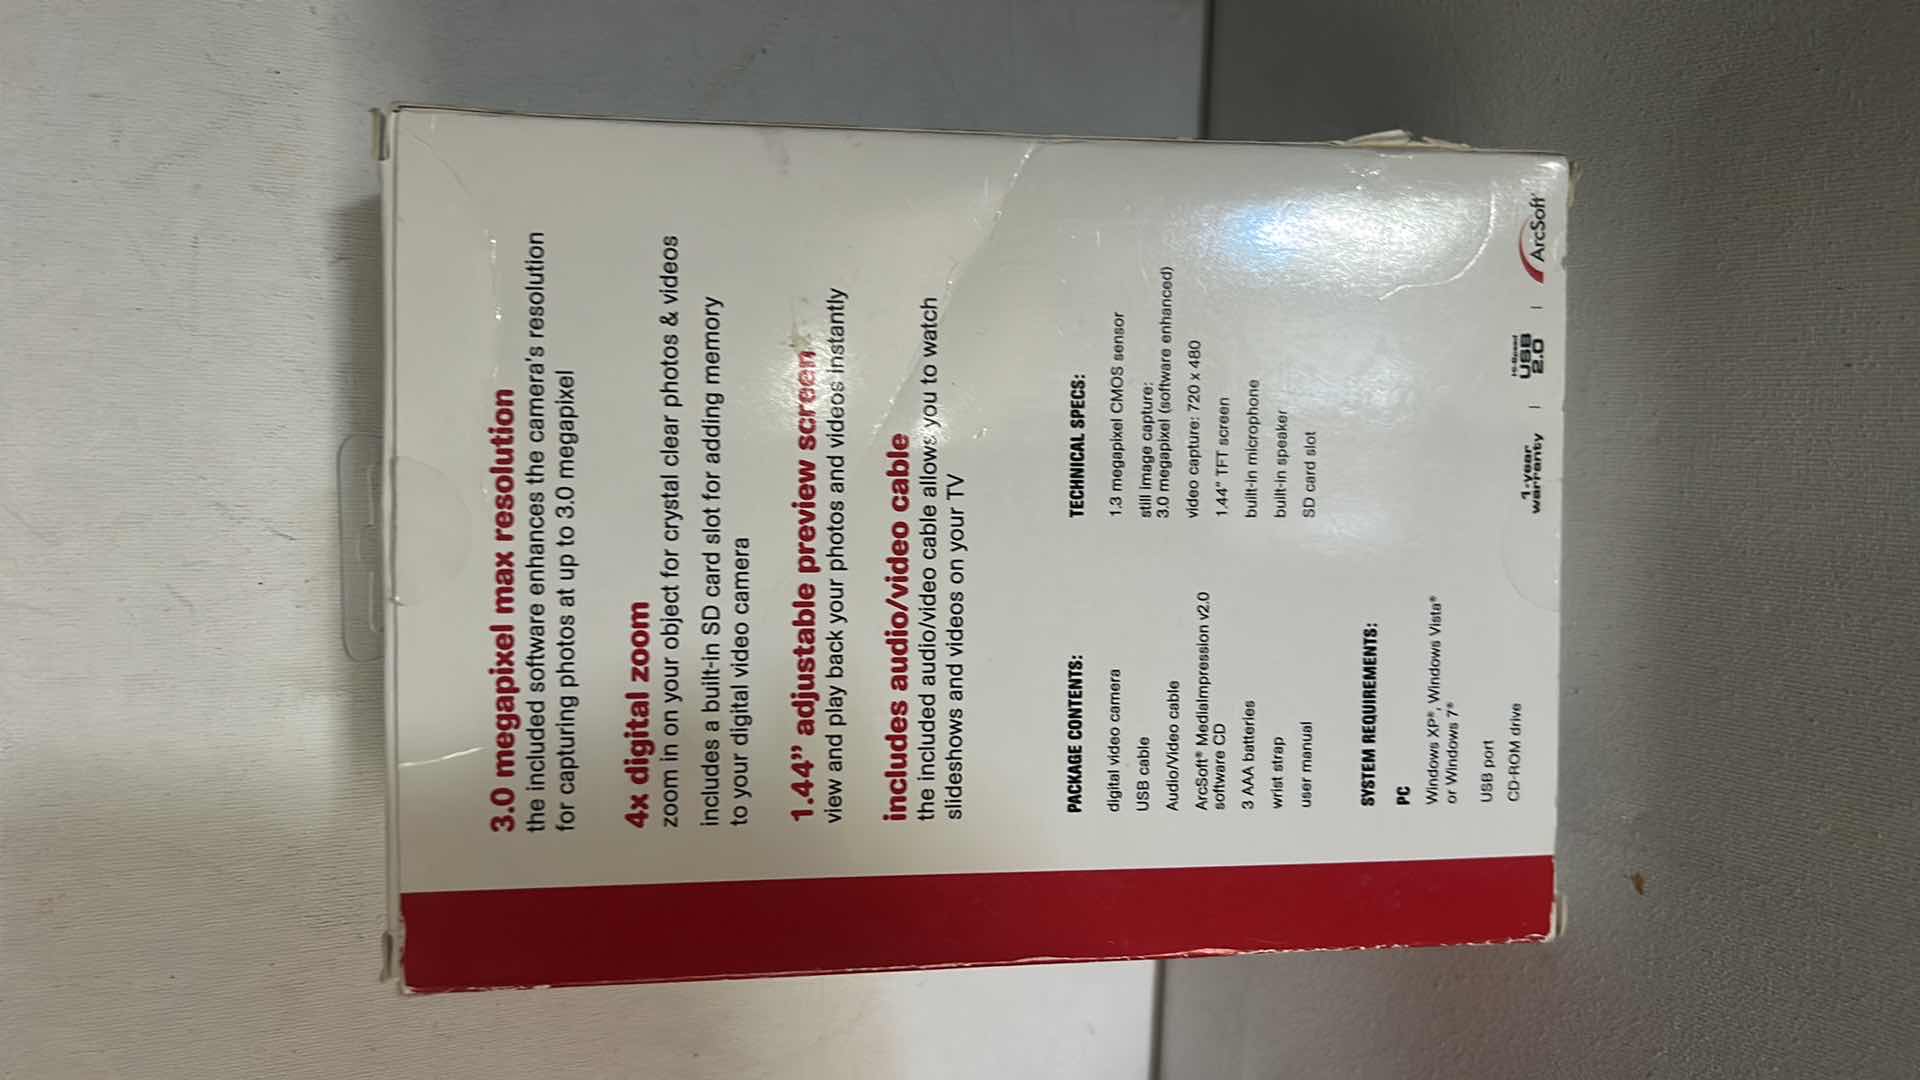 3.0 megapixel max resolution
the included software enhances the camera's resolution
for capturing photos at up to 3.0 megapixel
4x digital zoom
zoom in on your object for crystal clear photos & videos
includes a built-in SD card slot for adding memory
to your digital video camera
1.44” adjustable preview screen
view and play back your photos and videos instantly
includes audio/video cable
the included audio/video cable allows you to watch
slideshows and videos on your TV
PACKAGE CONTENTS:
digital video camera
USB cable
Audio/Video cable
ArcSoft® MediaImpression v2.0
software CD
3 AAA batteries
wrist strap
user manual
TECHNICAL SPECS:
1.3 megapixel CMOS sensor
still image capture:
3.0 megapixel (software enhanced)
video capture: 720 x 480
1.44" TFT screen
built-in microphone
built-in speaker
SD card slot
SYSTEM REQUIREMENTS:
PC
Windows XP®, Windows Vista®
or Windows 7®
USB port
CD-ROM drive
1-year
warranty
Hi-Speed
USB
2.0
ArcSoft®